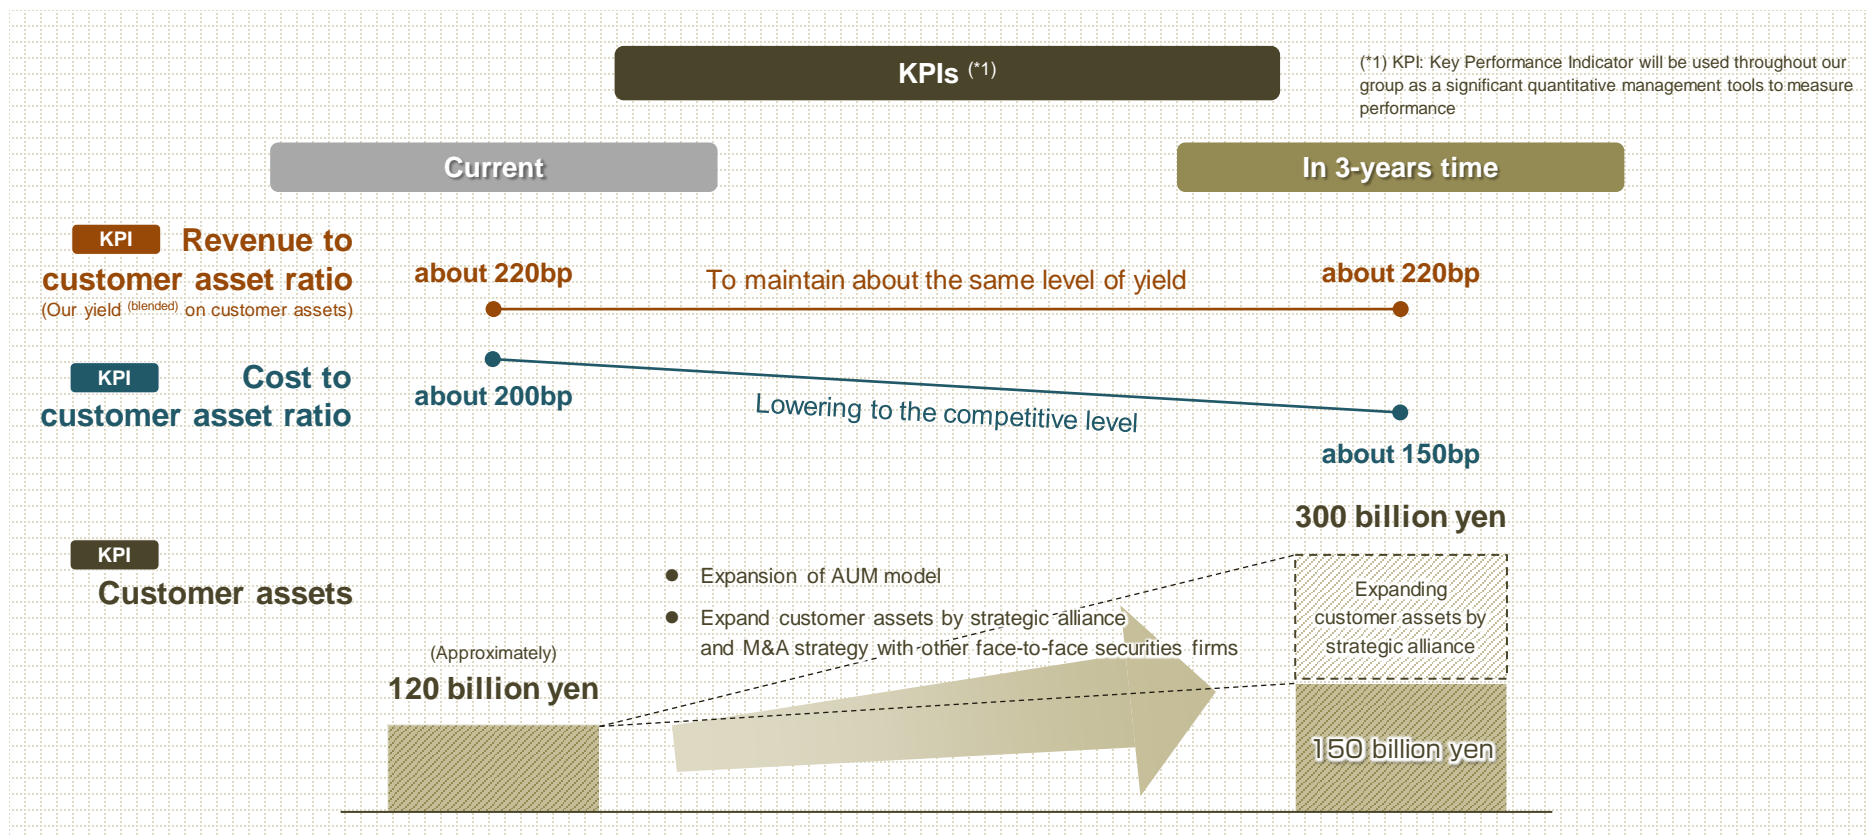 KPIs (*1)
(*1) KPI: Key Performance Indicator will be used throughout our
group as a significant quantitative management tools to measure
performance
Current
In 3-years time
KPI
Revenue to
customer asset ratio
(Our yield (blended) on customer assets)
about 220bp
To maintain about the same level of yield
about 220bp
KPI
Cost to
customer asset ratio
about 200bp
Lowering to the competitive level
about 150bp
KPI
Customer assets
(Approximately)
120 billion yen
● Expansion of AUM model
● Expand customer assets by strategic alliance
and M&A strategy with other face-to-face securities firms
300 billion yen
Expanding
customer assets by
strategic alliance
150 billion yen